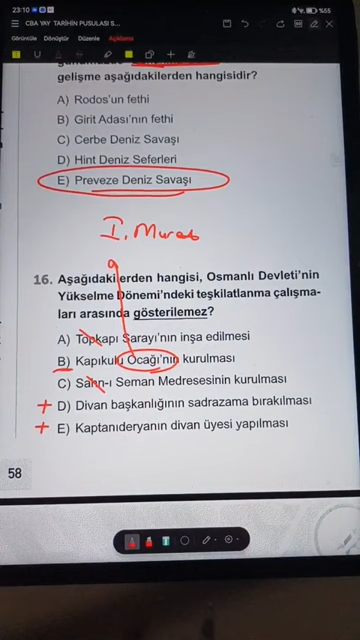 23:10
%55
CBA YAY TARİHİN PUSULASI S...
Görüntüle Dönüştür Düzenle Açıklama
gelişme aşağıdakilerden hangisidir?
A) Rodos'un fethi
B) Girit Adası'nın fethi
C) Cerbe Deniz Savaşı
D) Hint Deniz Seferleri
E) Preveze Deniz Savaşı
I. Murat
16. Aşağıdakilerden hangisi, Osmanlı Devleti'nin
Yükselme Dönemi'ndeki teşkilatlanma çalışma-
ları arasında gösterilemez?
A) Topkapı Sarayı'nın inşa edilmesi
B) Kapıkulu Ocağı'nın kurulması
C) Sahn-ı Seman Medresesinin kurulması
D) Divan başkanlığının sadrazama bırakılması
E) Kaptanıderyanın divan üyesi yapılması
58